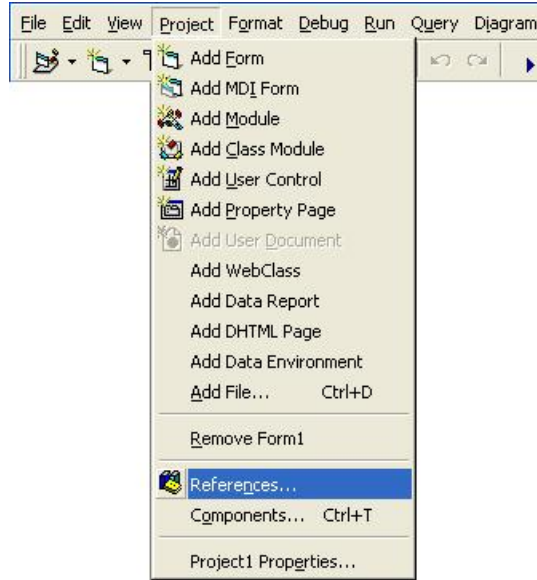 File Edit View Project Format Debug Run Query Diagram
Add Form
Add MDI Form
Add Module
Add Class Module
Add User Control
Add Property Page
Add User Document
Add WebClass
Add Data Report
Add DHTML Page
Add Data Environment
Add File... Ctrl+D
Remove Form1
References...
Components... Ctrl+T
Project1 Properties...